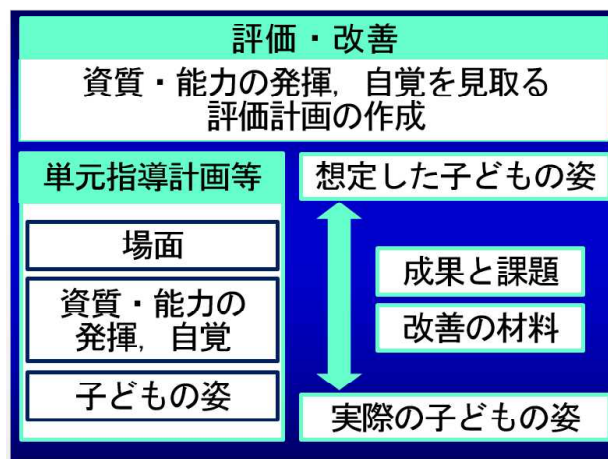 評価・改善
資質・能力の発揮，自覚を見取る
評価計画の作成
単元指導計画等
場面
資質・能力の
発揮，自覚
子どもの姿
想定した子どもの姿
成果と課題
改善の材料
実際の子どもの姿